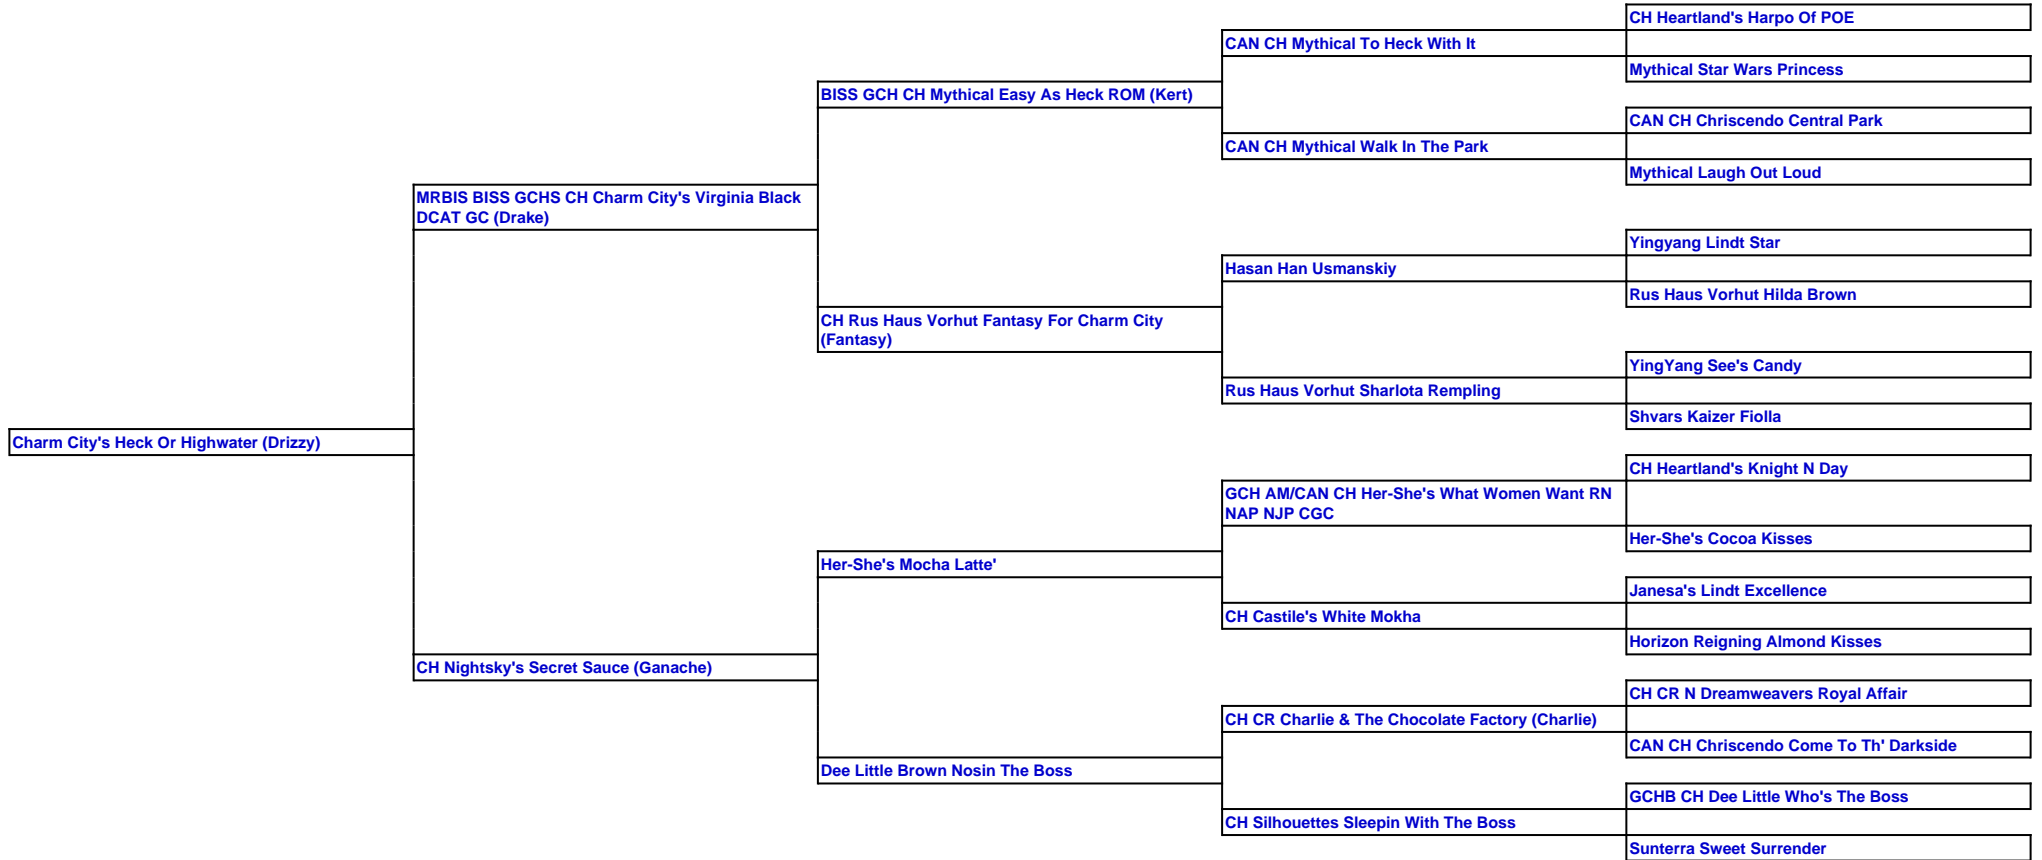 CH Heartland's Harpo Of POE
CAN CH Mythical To Heck With It
Mythical Star Wars Princess
BISS GCH CH Mythical Easy As Heck ROM (Kert)
CAN CH Chriscendo Central Park
CAN CH Mythical Walk In The Park
Mythical Laugh Out Loud
MRBIS BISS GCHS CH Charm City's Virginia Black
DCAT GC (Drake)
Yingyang Lindt Star
Hasan Han Usmanskiy
Rus Haus Vorhut Hilda Brown
CH Rus Haus Vorhut Fantasy For Charm City
(Fantasy)
YingYang See's Candy
Rus Haus Vorhut Sharlota Rempling
Shvars Kaizer Fiolla
Charm City's Heck Or Highwater (Drizzy)
CH Heartland's Knight N Day
GCH AM/CAN CH Her-She's What Women Want RN
NAP NJP CGC
Her-She's Cocoa Kisses
Her-She's Mocha Latte'
Janesa's Lindt Excellence
CH Castile's White Mokha
Horizon Reigning Almond Kisses
CH Nightsky's Secret Sauce (Ganache)
CH CR N Dreamweavers Royal Affair
CH CR Charlie & The Chocolate Factory (Charlie)
CAN CH Chriscendo Come To Th' Darkside
Dee Little Brown Nosin The Boss
GCHB CH Dee Little Who's The Boss
CH Silhouettes Sleepin With The Boss
Sunterra Sweet Surrender